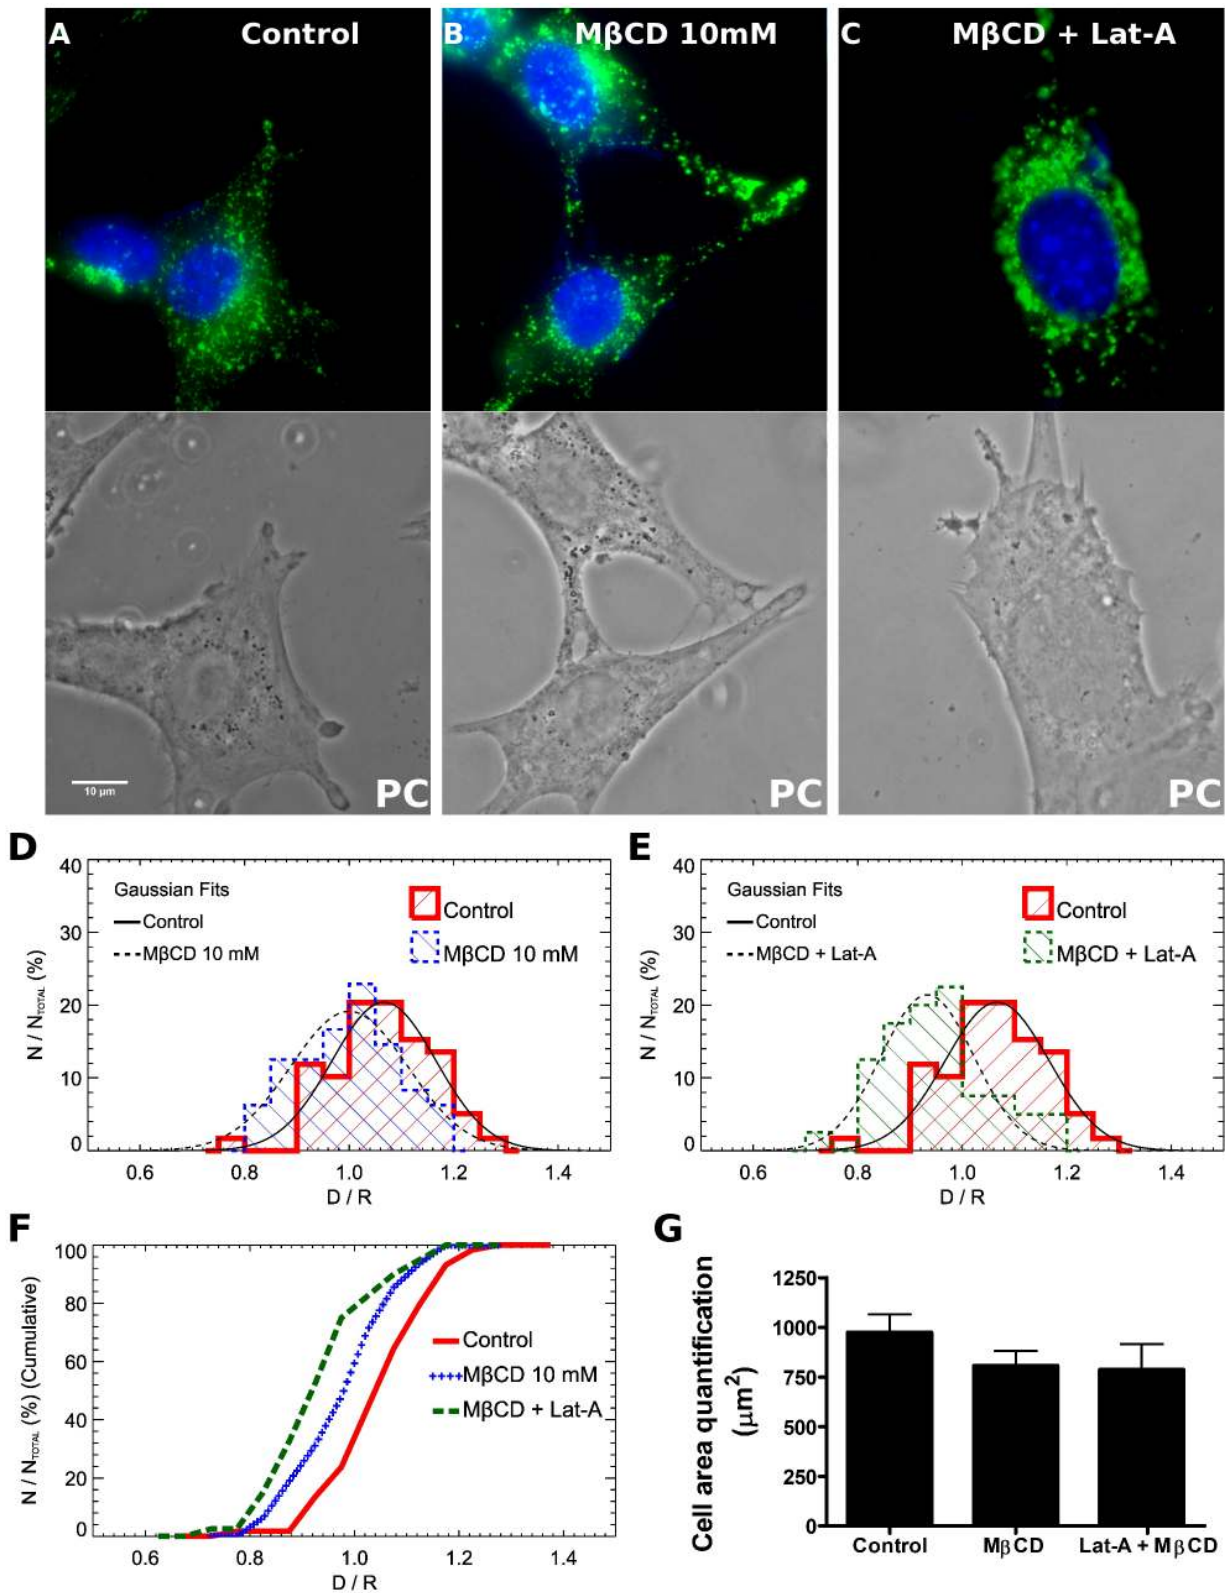 A Control
B MβCD 10mM
C MβCD + Lat-A
10 µm
PC
PC
PC
D
40
30
20
10
0
N / N_TOTAL (%)
Gaussian Fits
Control
MβCD 10 mM
Control
MβCD 10 mM
0.6 0.8 1.0 1.2 1.4
D / R
E
40
30
20
10
0
N / N_TOTAL (%)
Gaussian Fits
Control
MβCD + Lat-A
Control
MβCD + Lat-A
0.6 0.8 1.0 1.2 1.4
D / R
F
100
80
60
40
20
0
N / N_TOTAL (%) (Cumulative)
Control
MβCD 10 mM
MβCD + Lat-A
0.6 0.8 1.0 1.2 1.4
D / R
G
Cell area quantification
(µm²)
1250
1000
750
500
250
0
Control MβCD Lat-A + MβCD